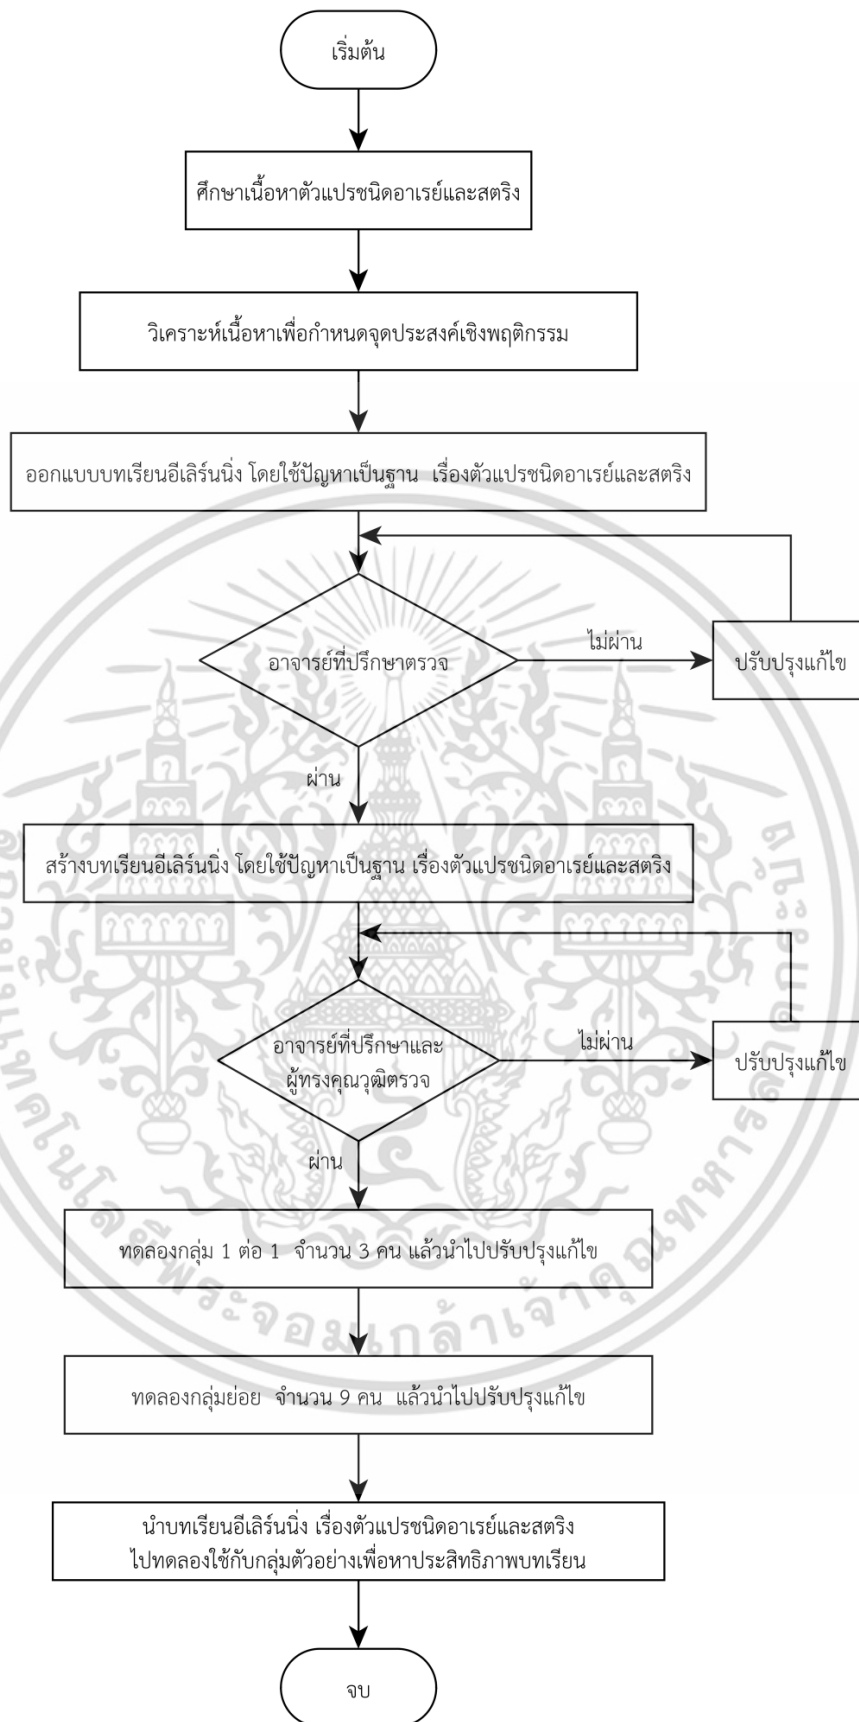 เริ่มต้น
ศึกษาเนื้อหาตัวแปรชนิดอาเรย์และสตริง
วิเคราะห์เนื้อหาเพื่อกำหนดจุดประสงค์เชิงพฤติกรรม
ออกแบบบทเรียนอีเลิร์นนิ่ง โดยใช้ปัญหาเป็นฐาน เรื่องตัวแปรชนิดอาเรย์และสตริง
อาจารย์ที่ปรึกษาตรวจ
ไม่ผ่าน
ปรับปรุงแก้ไข
ผ่าน
สร้างบทเรียนอีเลิร์นนิ่ง โดยใช้ปัญหาเป็นฐาน เรื่องตัวแปรชนิดอาเรย์และสตริง
อาจารย์ที่ปรึกษาและ
ผู้ทรงคุณวุฒิตรวจ
ไม่ผ่าน
ปรับปรุงแก้ไข
ผ่าน
ทดลองกลุ่ม 1 ต่อ 1 จำนวน 3 คน แล้วนำไปปรับปรุงแก้ไข
ทดลองกลุ่มย่อย จำนวน 9 คน แล้วนำไปปรับปรุงแก้ไข
นำบทเรียนอีเลิร์นนิ่ง เรื่องตัวแปรชนิดอาเรย์และสตริง
ไปทดลองใช้กับกลุ่มตัวอย่างเพื่อหาประสิทธิภาพบทเรียน
จบ
พระจอมเกล้าเจ้าคุณทหาร